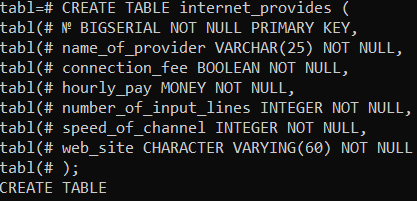 tabl=# CREATE TABLE internet_provides (
tabl(# № BIGSERIAL NOT NULL PRIMARY KEY,
tabl(# name_of_provider VARCHAR(25) NOT NULL,
tabl(# connection_fee BOOLEAN NOT NULL,
tabl(# hourly_pay MONEY NOT NULL,
tabl(# number_of_input_lines INTEGER NOT NULL,
tabl(# speed_of_channel INTEGER NOT NULL,
tabl(# web_site CHARACTER VARYING(60) NOT NULL
tabl(# );
CREATE TABLE